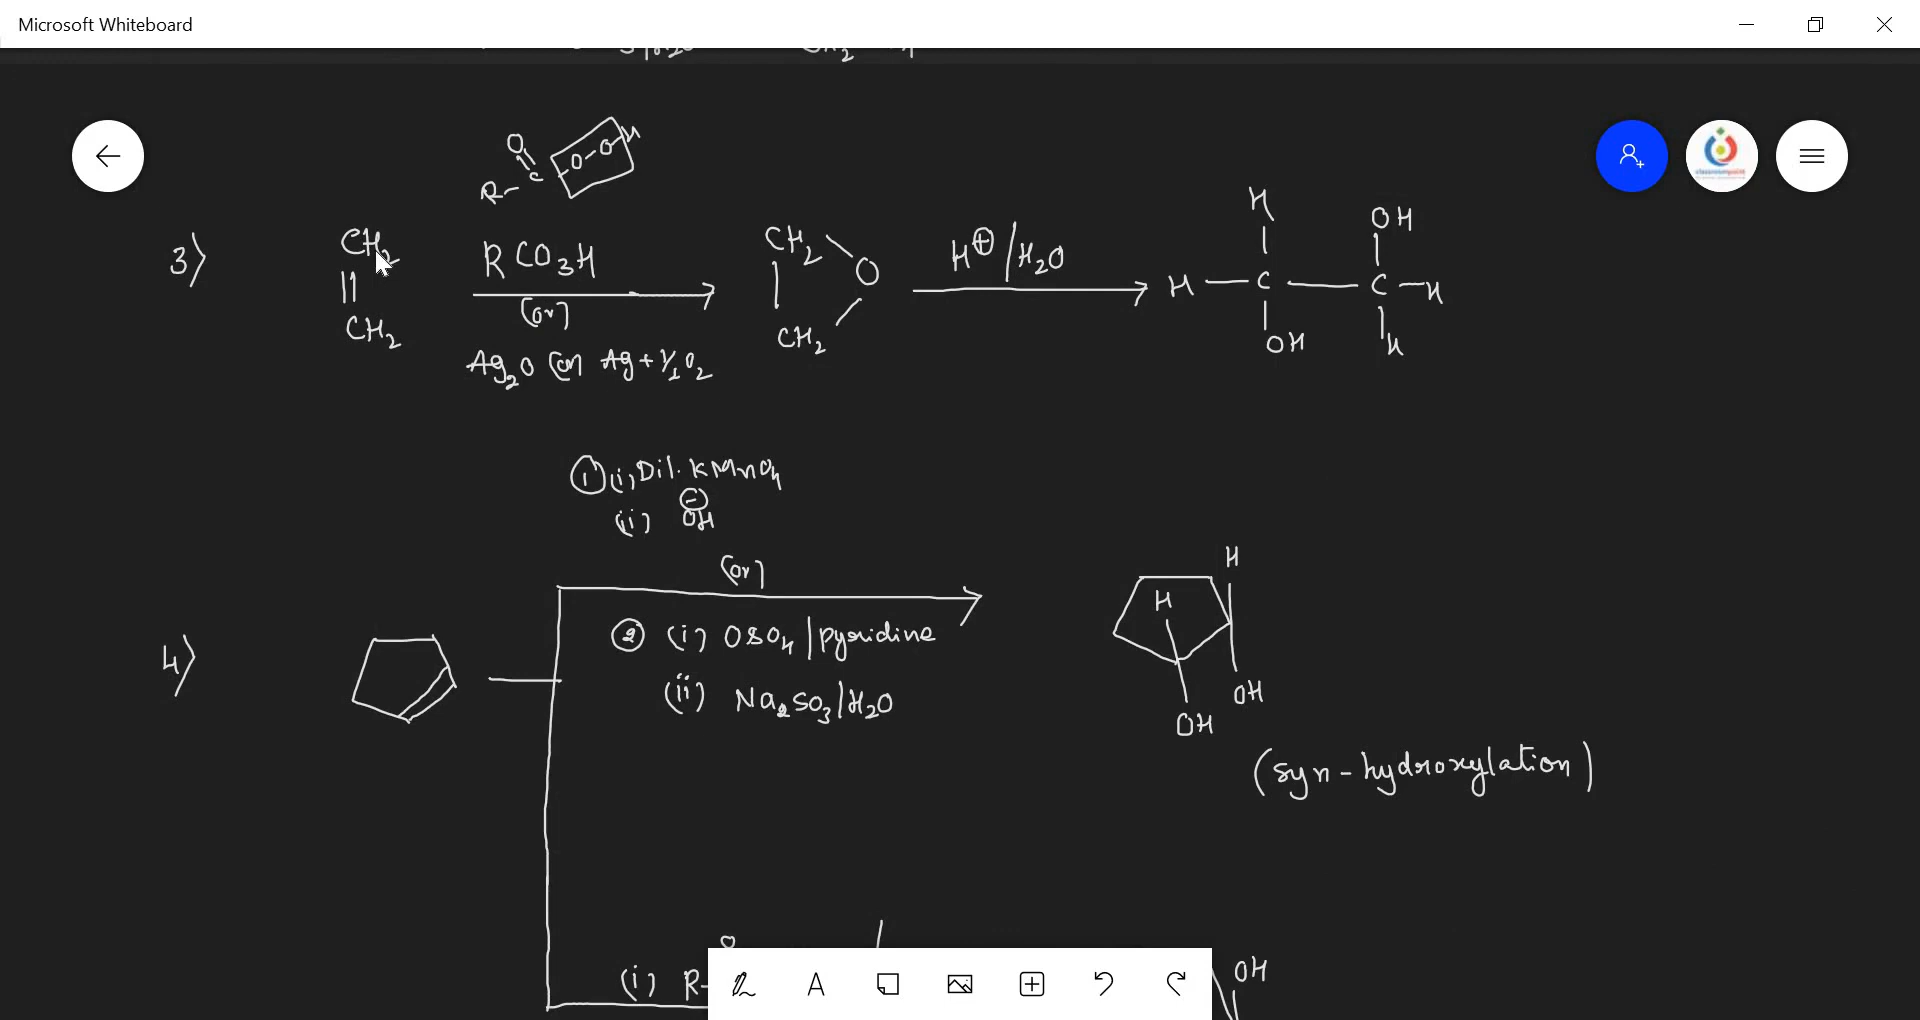 Microsoft Whiteboard
O
R-C-O-O-H
3)
CH2
CH2
RCO3H
(or)
Ag2O (or) Ag + 1/2 O2
CH2
O
CH2
H⊕/H2O
H OH
H-C-C-H
OH H
① (i) Dil. KMnO4
(ii) ⊖OH
(or)
② (i) OSO4 | pyridine
(ii) Na2SO3/H2O
4)
H
H
OH
OH
(syn-hydroxylation)
O
(i) R-
OH
A